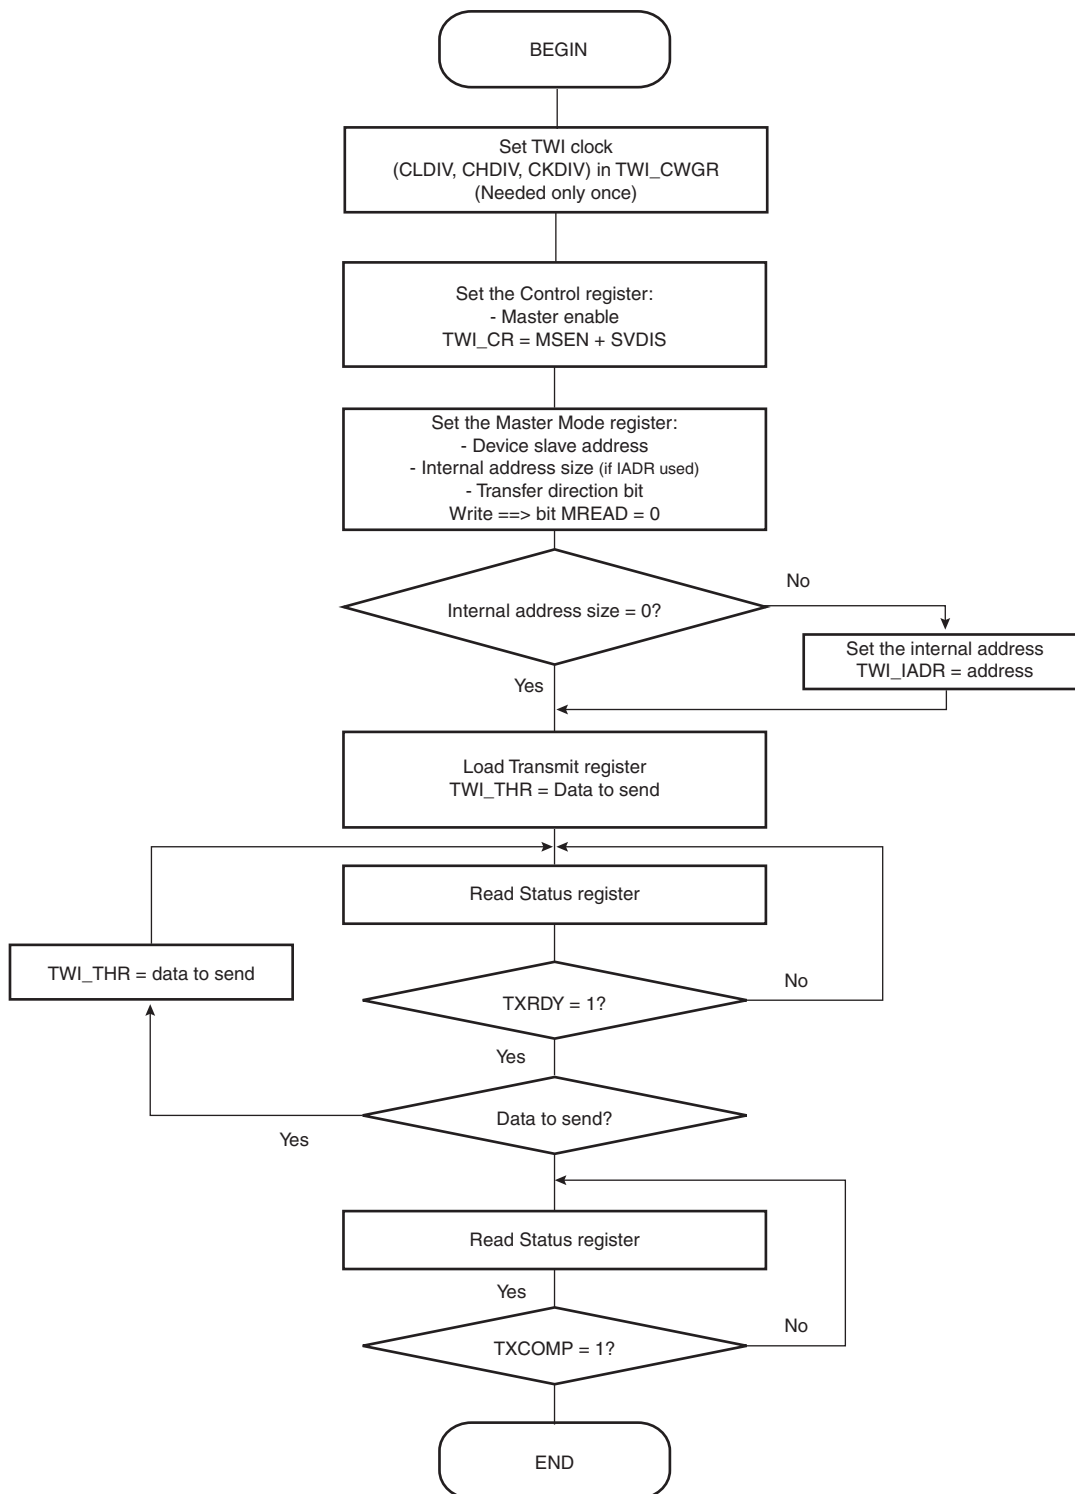 BEGIN
Set TWI clock
(CLDIV, CHDIV, CKDIV) in TWI_CWGR
(Needed only once)
Set the Control register:
- Master enable
TWI_CR = MSEN + SVDIS
Set the Master Mode register:
- Device slave address
- Internal address size (if IADR used)
- Transfer direction bit
Write ==> bit MREAD = 0
No
Internal address size = 0?
Set the internal address
TWI_IADR = address
Yes
Load Transmit register
TWI_THR = Data to send
Read Status register
TWI_THR = data to send
No
TXRDY = 1?
Yes
Data to send?
Yes
Read Status register
Yes
No
TXCOMP = 1?
END